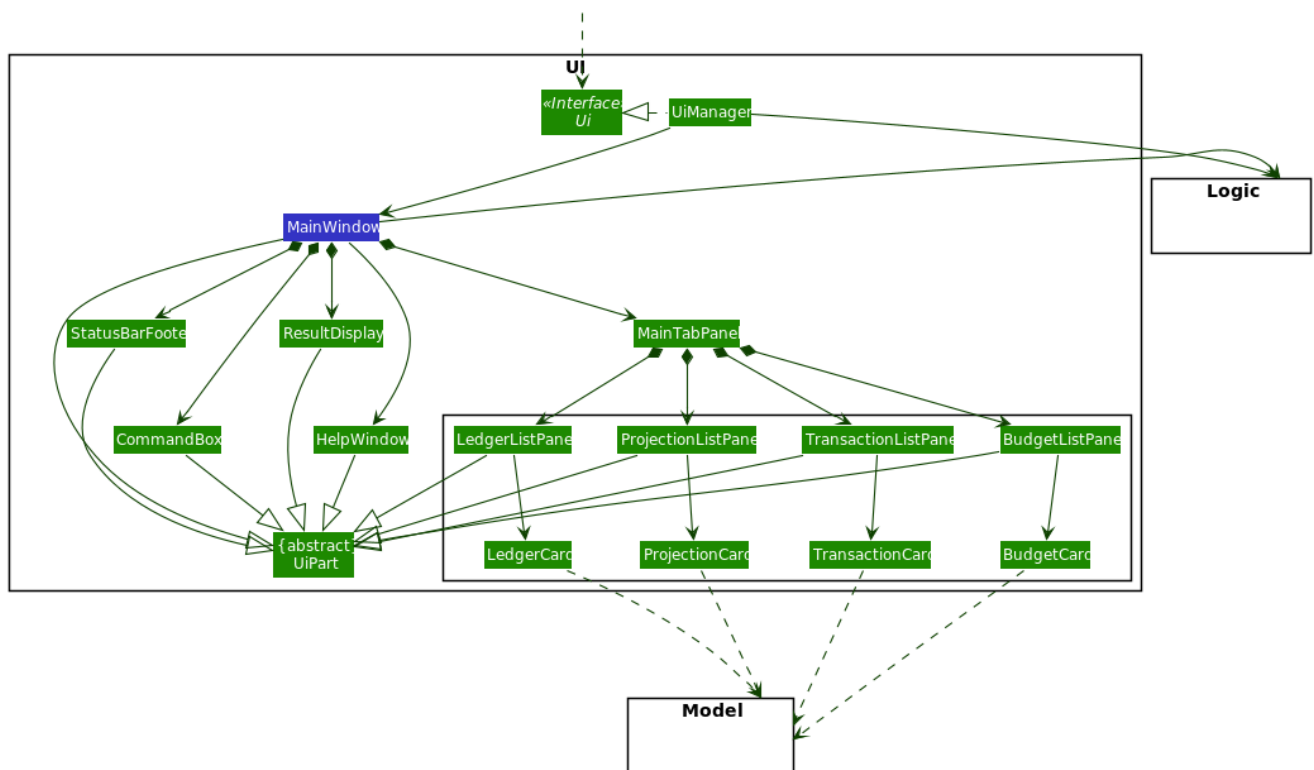 UI
«Interface
Ui
UiManager
MainWindow
Logic
StatusBarFoote
ResultDisplay
MainTabPanel
CommandBox
HelpWindow
LedgerListPane
ProjectionListPane
TransactionListPane
BudgetListPane
{abstract}
UiPart
LedgerCard
ProjectionCard
TransactionCard
BudgetCard
Model